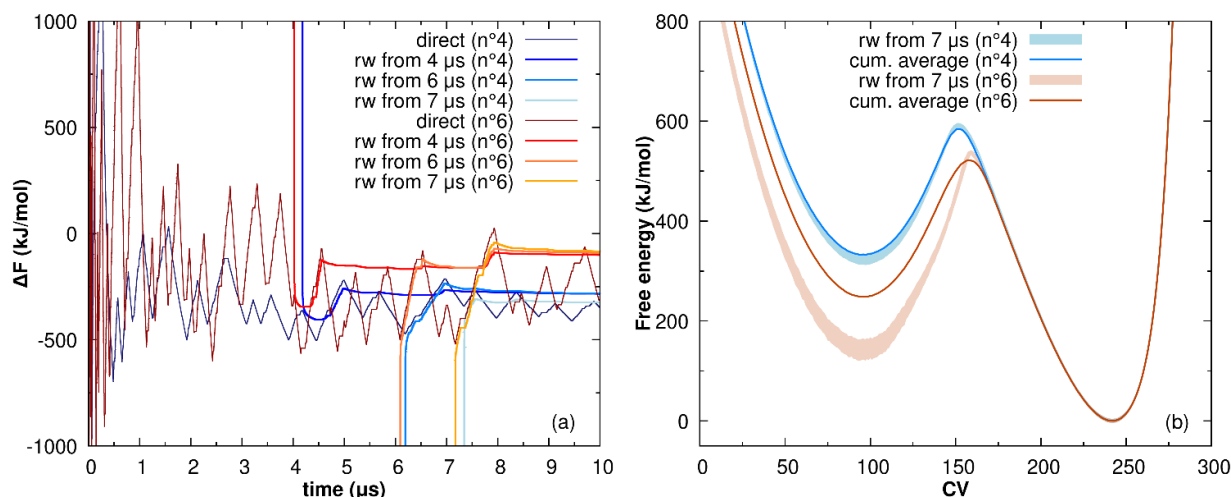 1000
500
0
-500
-1000
ΔF (kJ/mol)
direct (n°4)
rw from 4 µs (n°4)
rw from 6 µs (n°4)
rw from 7 µs (n°4)
direct (n°6)
rw from 4 µs (n°6)
rw from 6 µs (n°6)
rw from 7 µs (n°6)
(a)
0 1 2 3 4 5 6 7 8 9 10
time (µs)
800
600
400
200
0
Free energy (kJ/mol)
rw from 7 µs (n°4)
cum. average (n°4)
rw from 7 µs (n°6)
cum. average (n°6)
(b)
0 50 100 150 200 250 300
CV